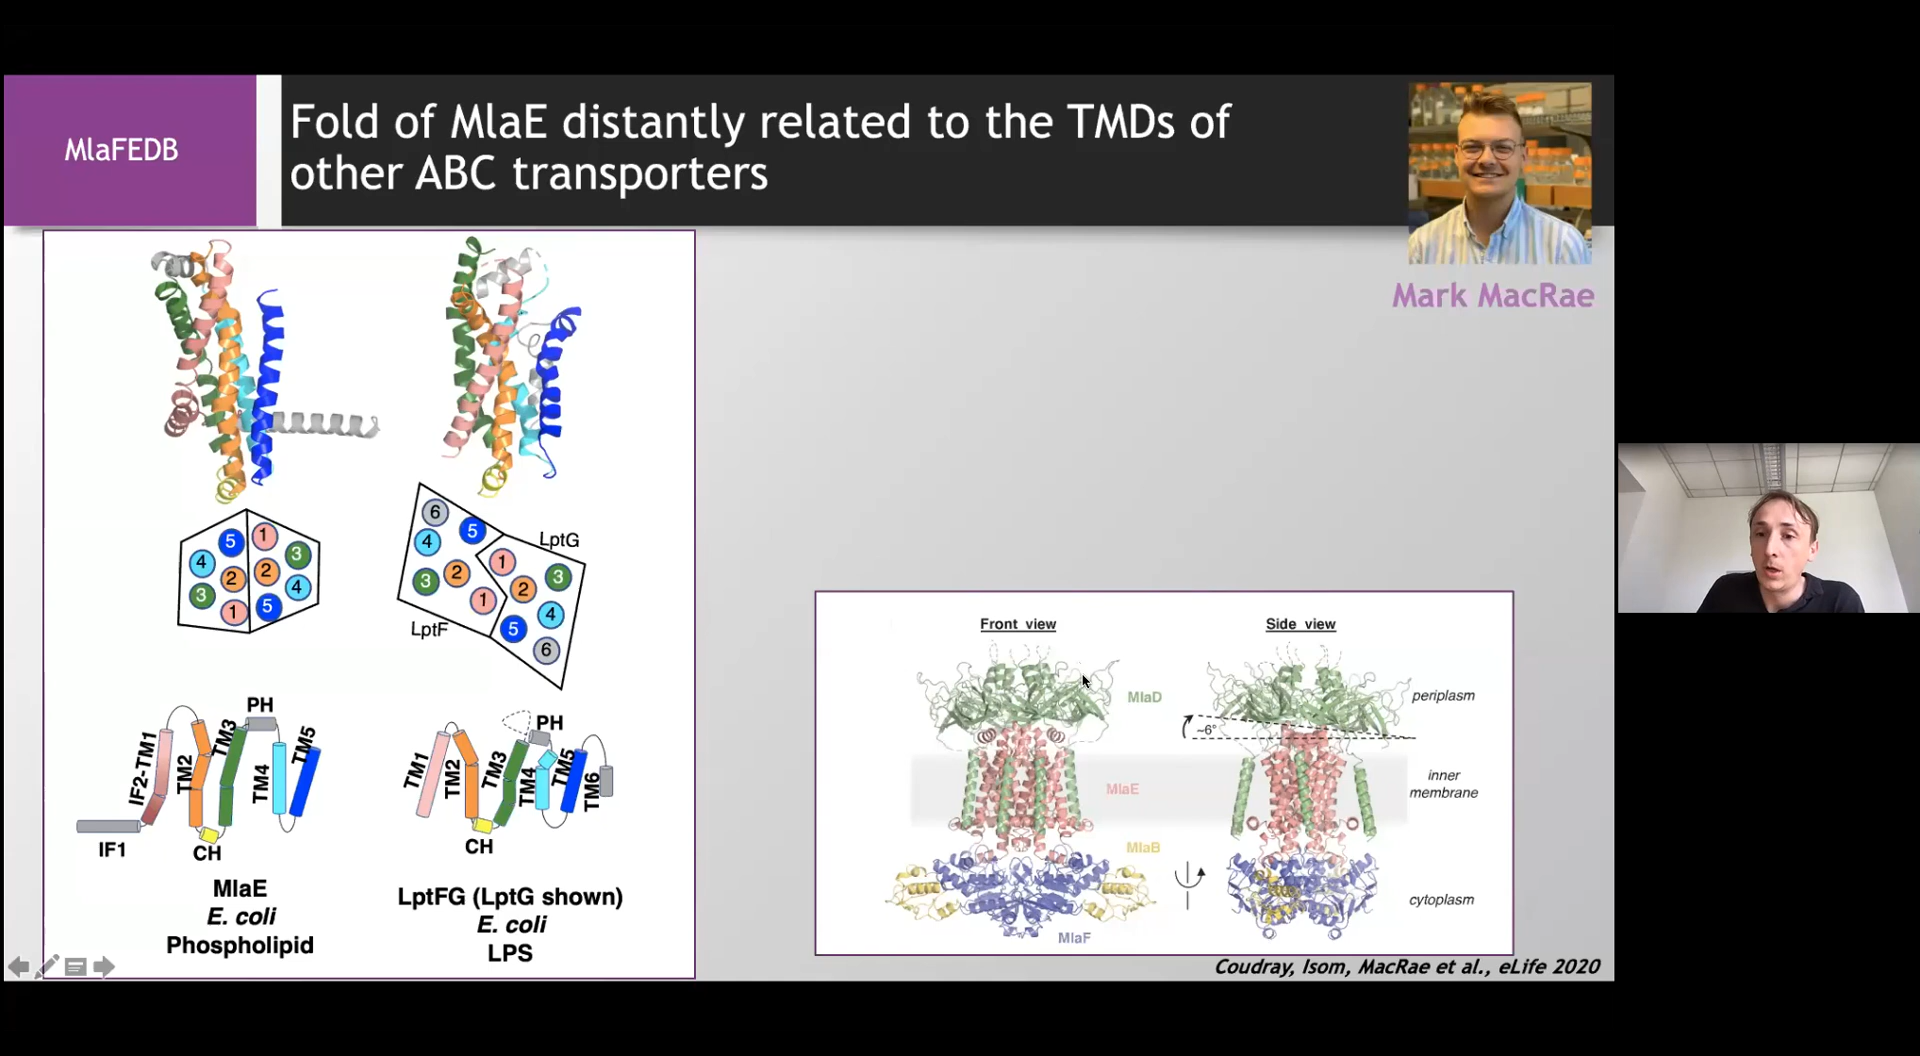 MlaFEDB
Fold of MlaE distantly related to the TMDs of
other ABC transporters
Mark MacRae
5
1
4
3
2
2
3
4
1
5
6
5
4
LptG
1
3
2
3
2
1
4
5
LptF
6
PH
IF2-TM1
TM2
TM3
TM4
TM5
IF1
CH
MlaE
E. coli
Phospholipid
PH
TM1
TM2
TM3
TM4
TM5
TM6
CH
LptFG (LptG shown)
E. coli
LPS
Front view
Side view
MlaD
periplasm
~6°
MlaE
inner
membrane
MlaB
cytoplasm
MlaF
Coudray, Isom, MacRae et al., eLife 2020